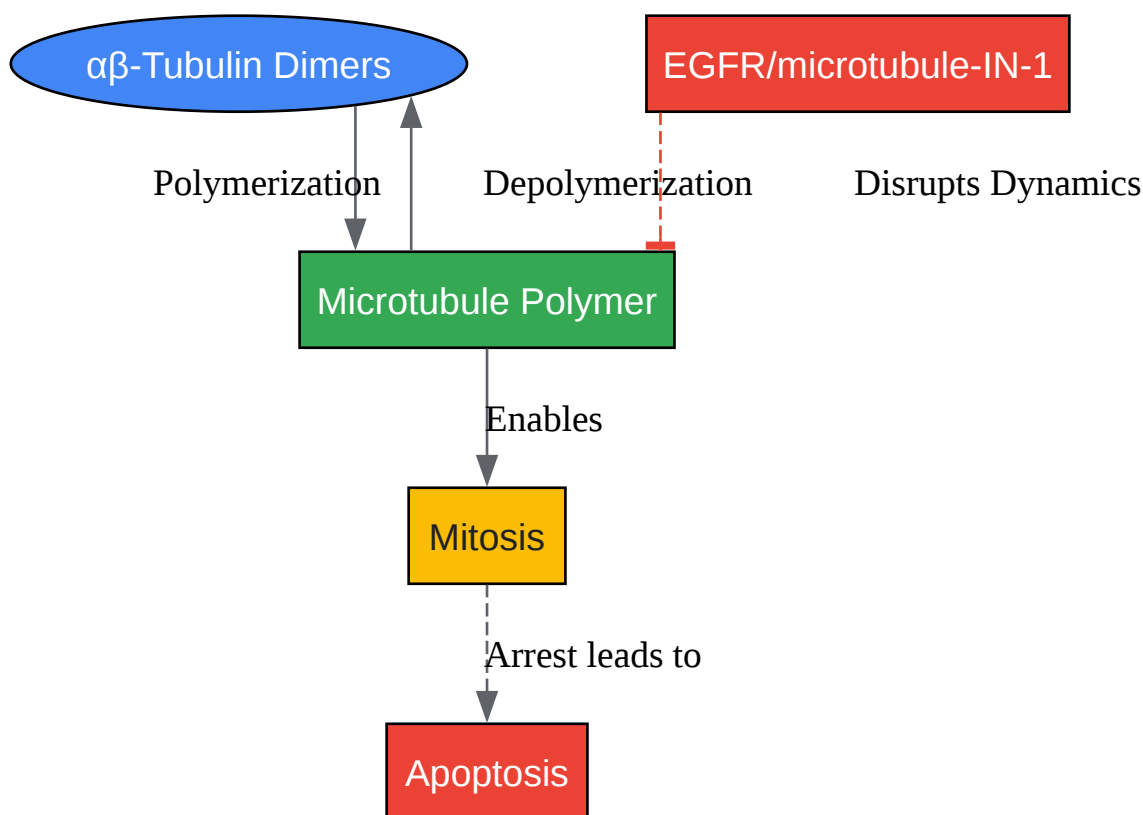 αβ-Tubulin Dimers
EGFR/microtubule-IN-1
Polymerization
Depolymerization
Disrupts Dynamics
Microtubule Polymer
Enables
Mitosis
Arrest leads to
Apoptosis